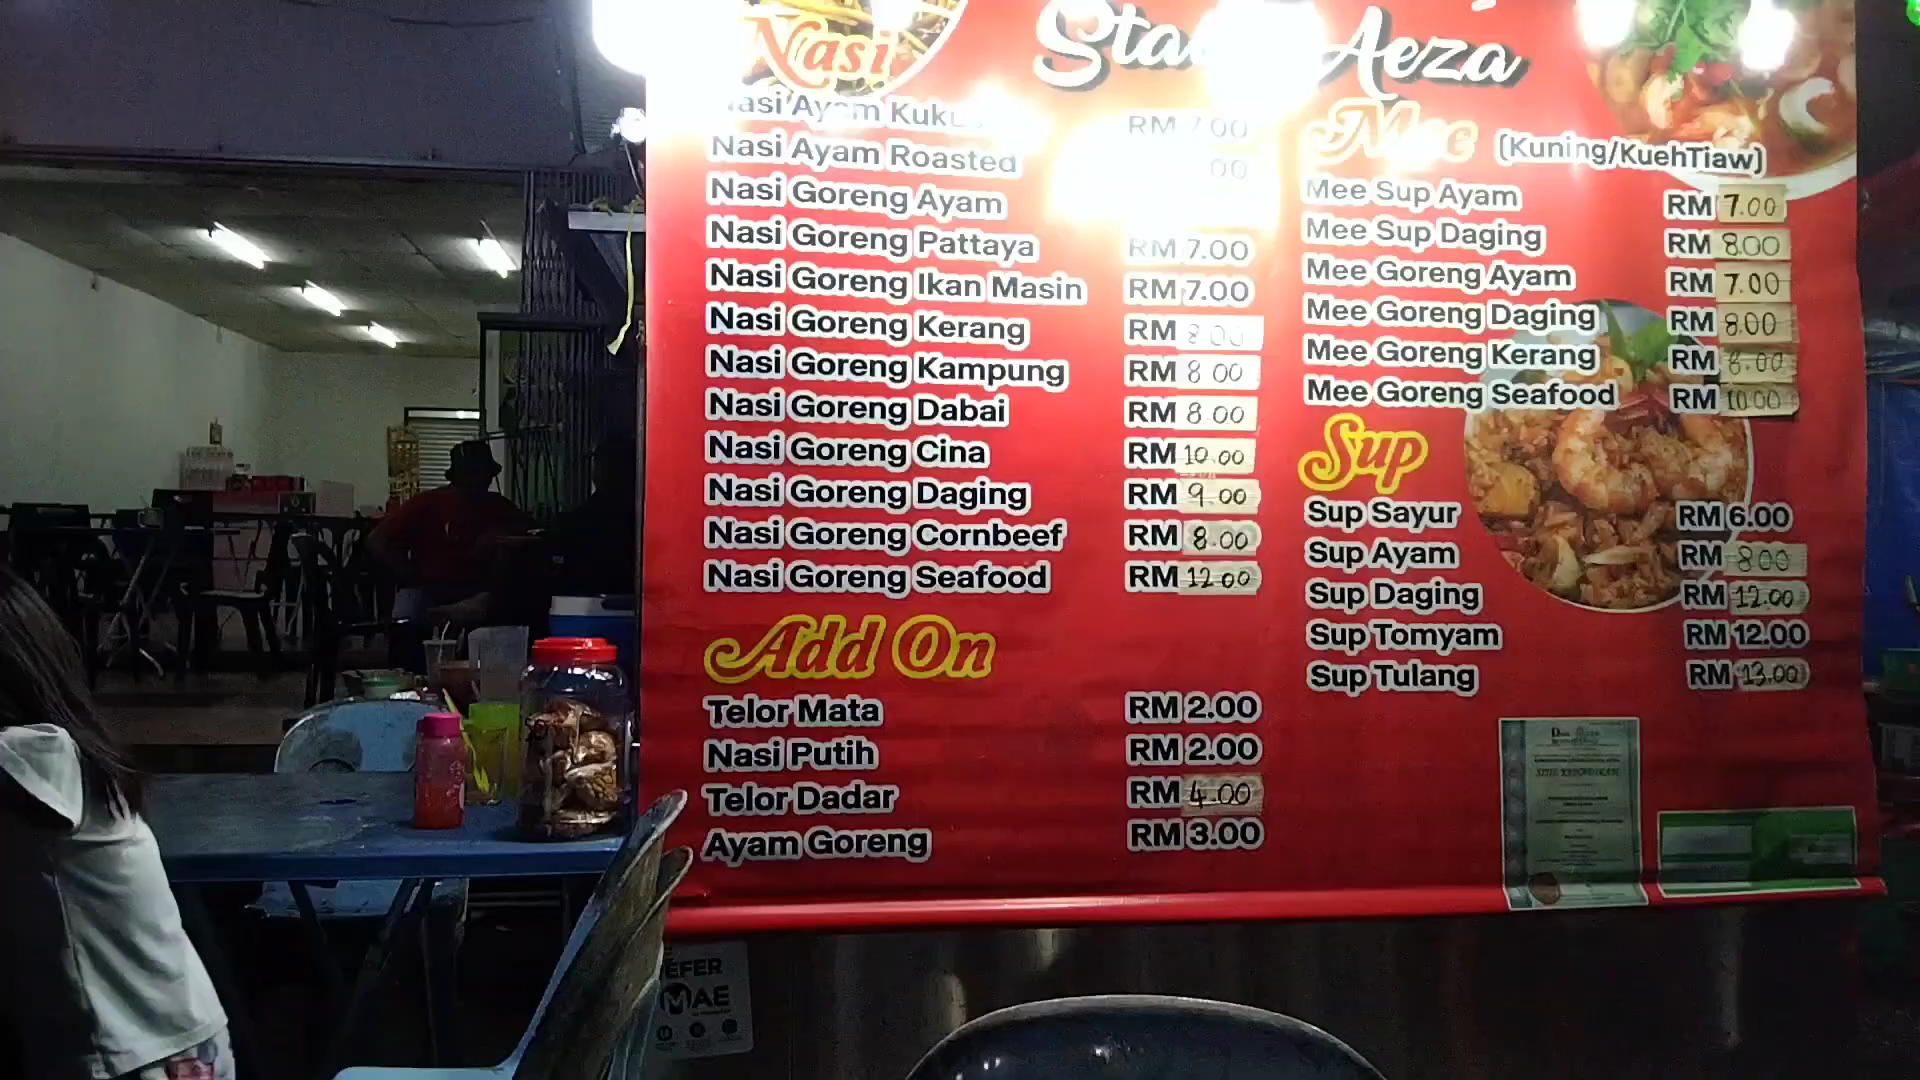 Nasi
Aeza
Nasi Ayam RM 7.00
Nasi Ayam Roasted 00
Nasi Goreng Ayam
Nasi Goreng Pattaya RM 7.00
Nasi Goreng Ikan Masin RM 7.00
Nasi Goreng Kerang RM 8.00
Nasi Goreng Kampung RM 8.00
Nasi Goreng Dabai RM 8.00
Nasi Goreng Cina RM 10.00
Nasi Goreng Daging RM 9.00
Nasi Goreng Cornbeef RM 8.00
Nasi Goreng Seafood RM 12.00
Add On
Telor Mata RM 2.00
Nasi Putih RM 2.00
Telor Dadar RM 4.00
Ayam Goreng RM 3.00
Mee (Kuning/KuehTiaw)
Mee Sup Ayam RM 7.00
Mee Sup Daging RM 8.00
Mee Goreng Ayam RM 7.00
Mee Goreng Daging RM 8.00
Mee Goreng Kerang RM 8.00
Mee Goreng Seafood RM 10.00
Sup
Sup Sayur RM 6.00
Sup Ayam RM 8.00
Sup Daging RM 12.00
Sup Tomyam RM 12.00
Sup Tulang RM 13.00
MAE